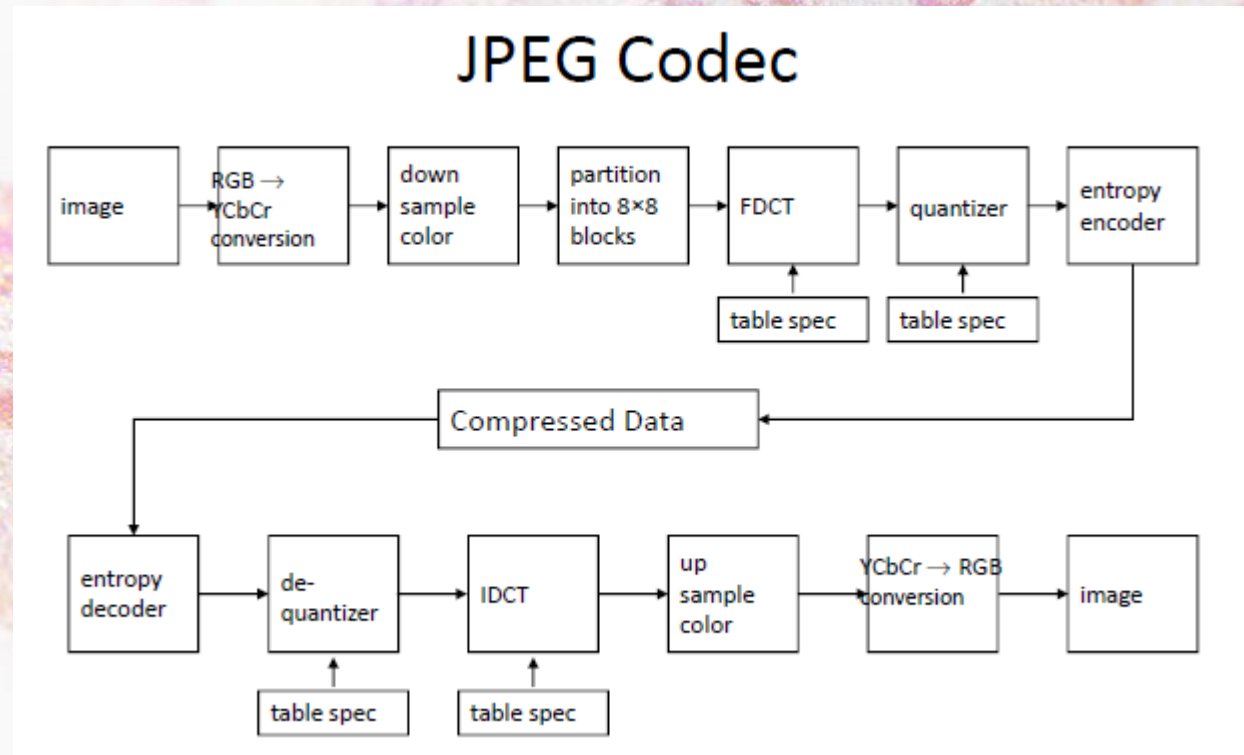 JPEG Codec
image
RGB →
YCbCr
conversion
down
sample
color
partition
into 8×8
blocks
FDCT
quantizer
entropy
encoder
table spec
table spec
Compressed Data
entropy
decoder
de-
quantizer
IDCT
up
sample
color
YCbCr → RGB
conversion
image
table spec
table spec